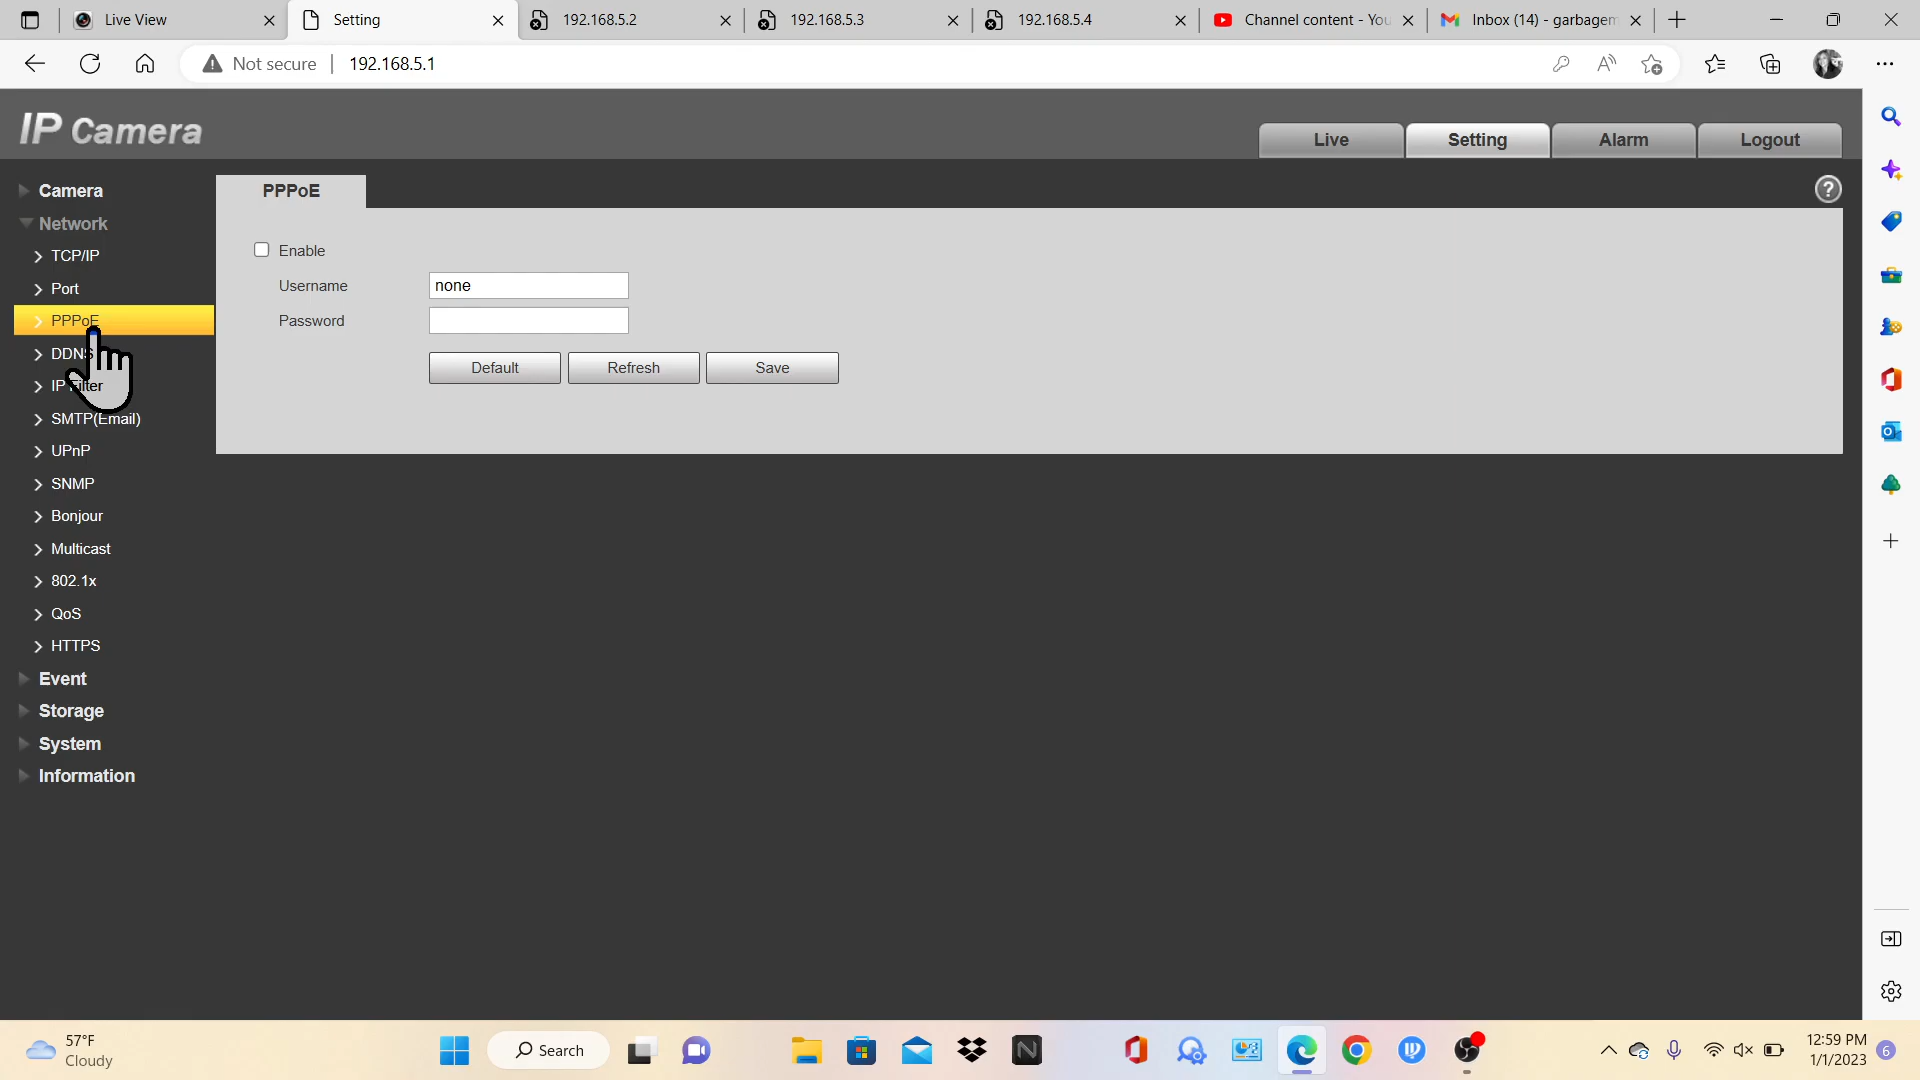 Live View
Setting
192.168.5.2
192.168.5.3
192.168.5.4
Channel content - You
Inbox (14) - garbagem
Not secure
192.168.5.1
IP Camera
Live
Setting
Alarm
Logout
Camera
Network
TCP/IP
Port
PPPoE
DDNS
IP Filter
SMTP(Email)
UPnP
SNMP
Bonjour
Multicast
802.1x
QoS
HTTPS
Event
Storage
System
Information
PPPoE
?
Enable
Username
none
Password
Default
Refresh
Save
57°F
Cloudy
Search
12:59 PM
1/1/2023
6